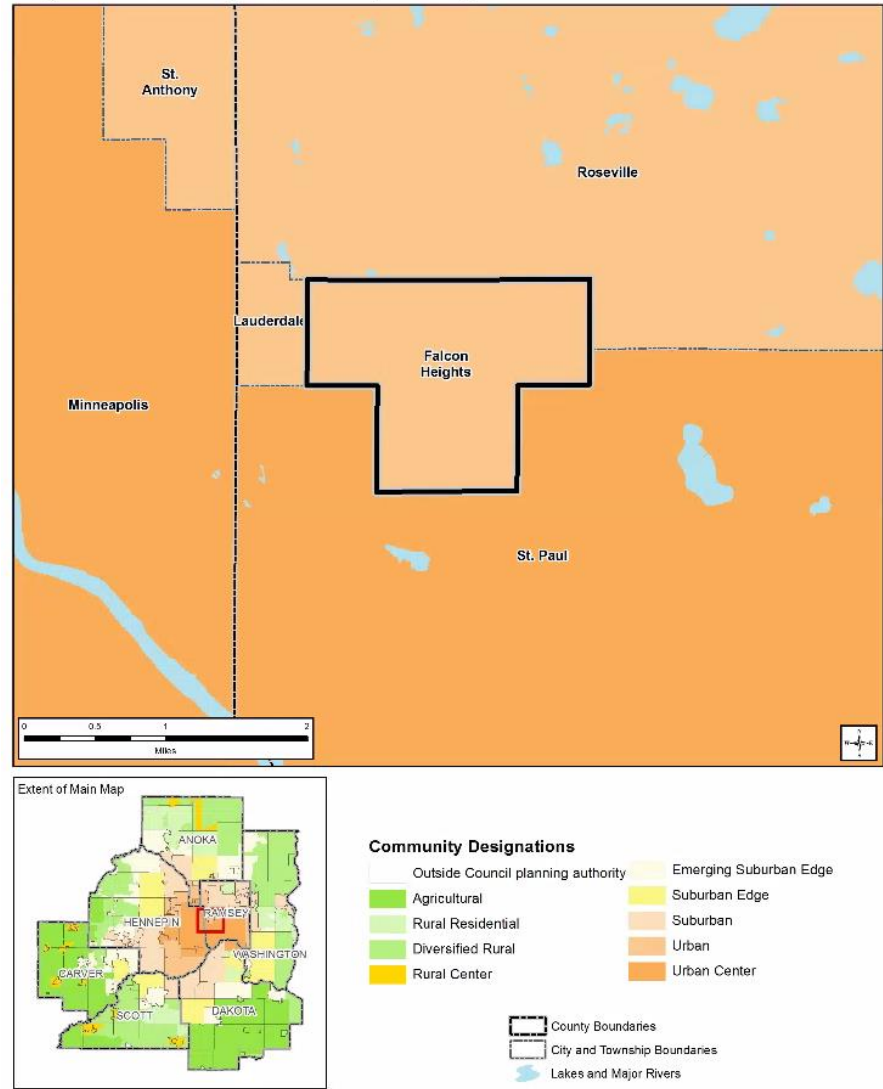 St.
Anthony
Roseville
Lauderdale
Falcon
Heights
Minneapolis
St. Paul
0 0.5 1 2
Miles
N
W E
S
Extent of Main Map
ANOKA
HENNEPIN
RAMSEY
WASHINGTON
CARVER
SCOTT
DAKOTA
Community Designations
Outside Council planning authority
Agricultural
Rural Residential
Diversified Rural
Rural Center
Emerging Suburban Edge
Suburban Edge
Suburban
Urban
Urban Center
County Boundaries
City and Township Boundaries
Lakes and Major Rivers